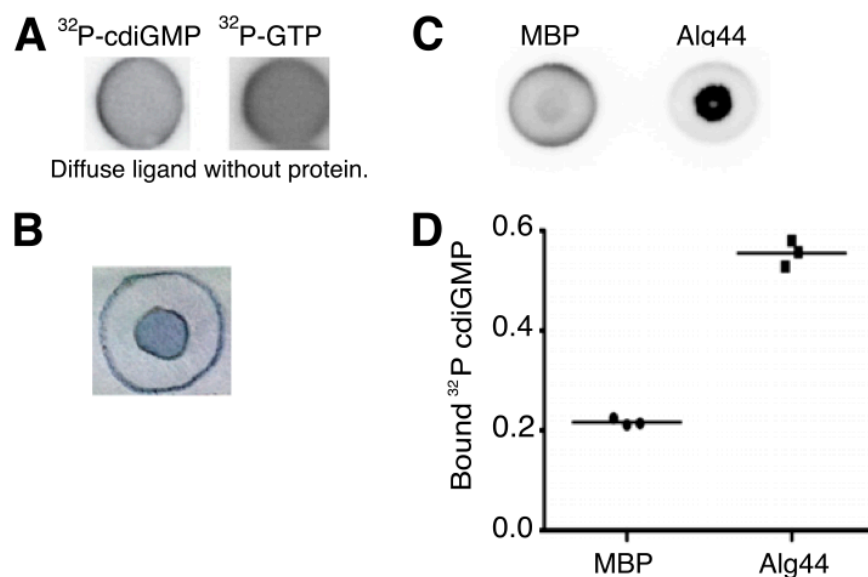 A
³²P-cdiGMP ³²P-GTP
Diffuse ligand without protein.
B
C
MBP Alg44
D
Bound ³²P cdiGMP
0.6
0.4
0.2
0.0
MBP Alg44